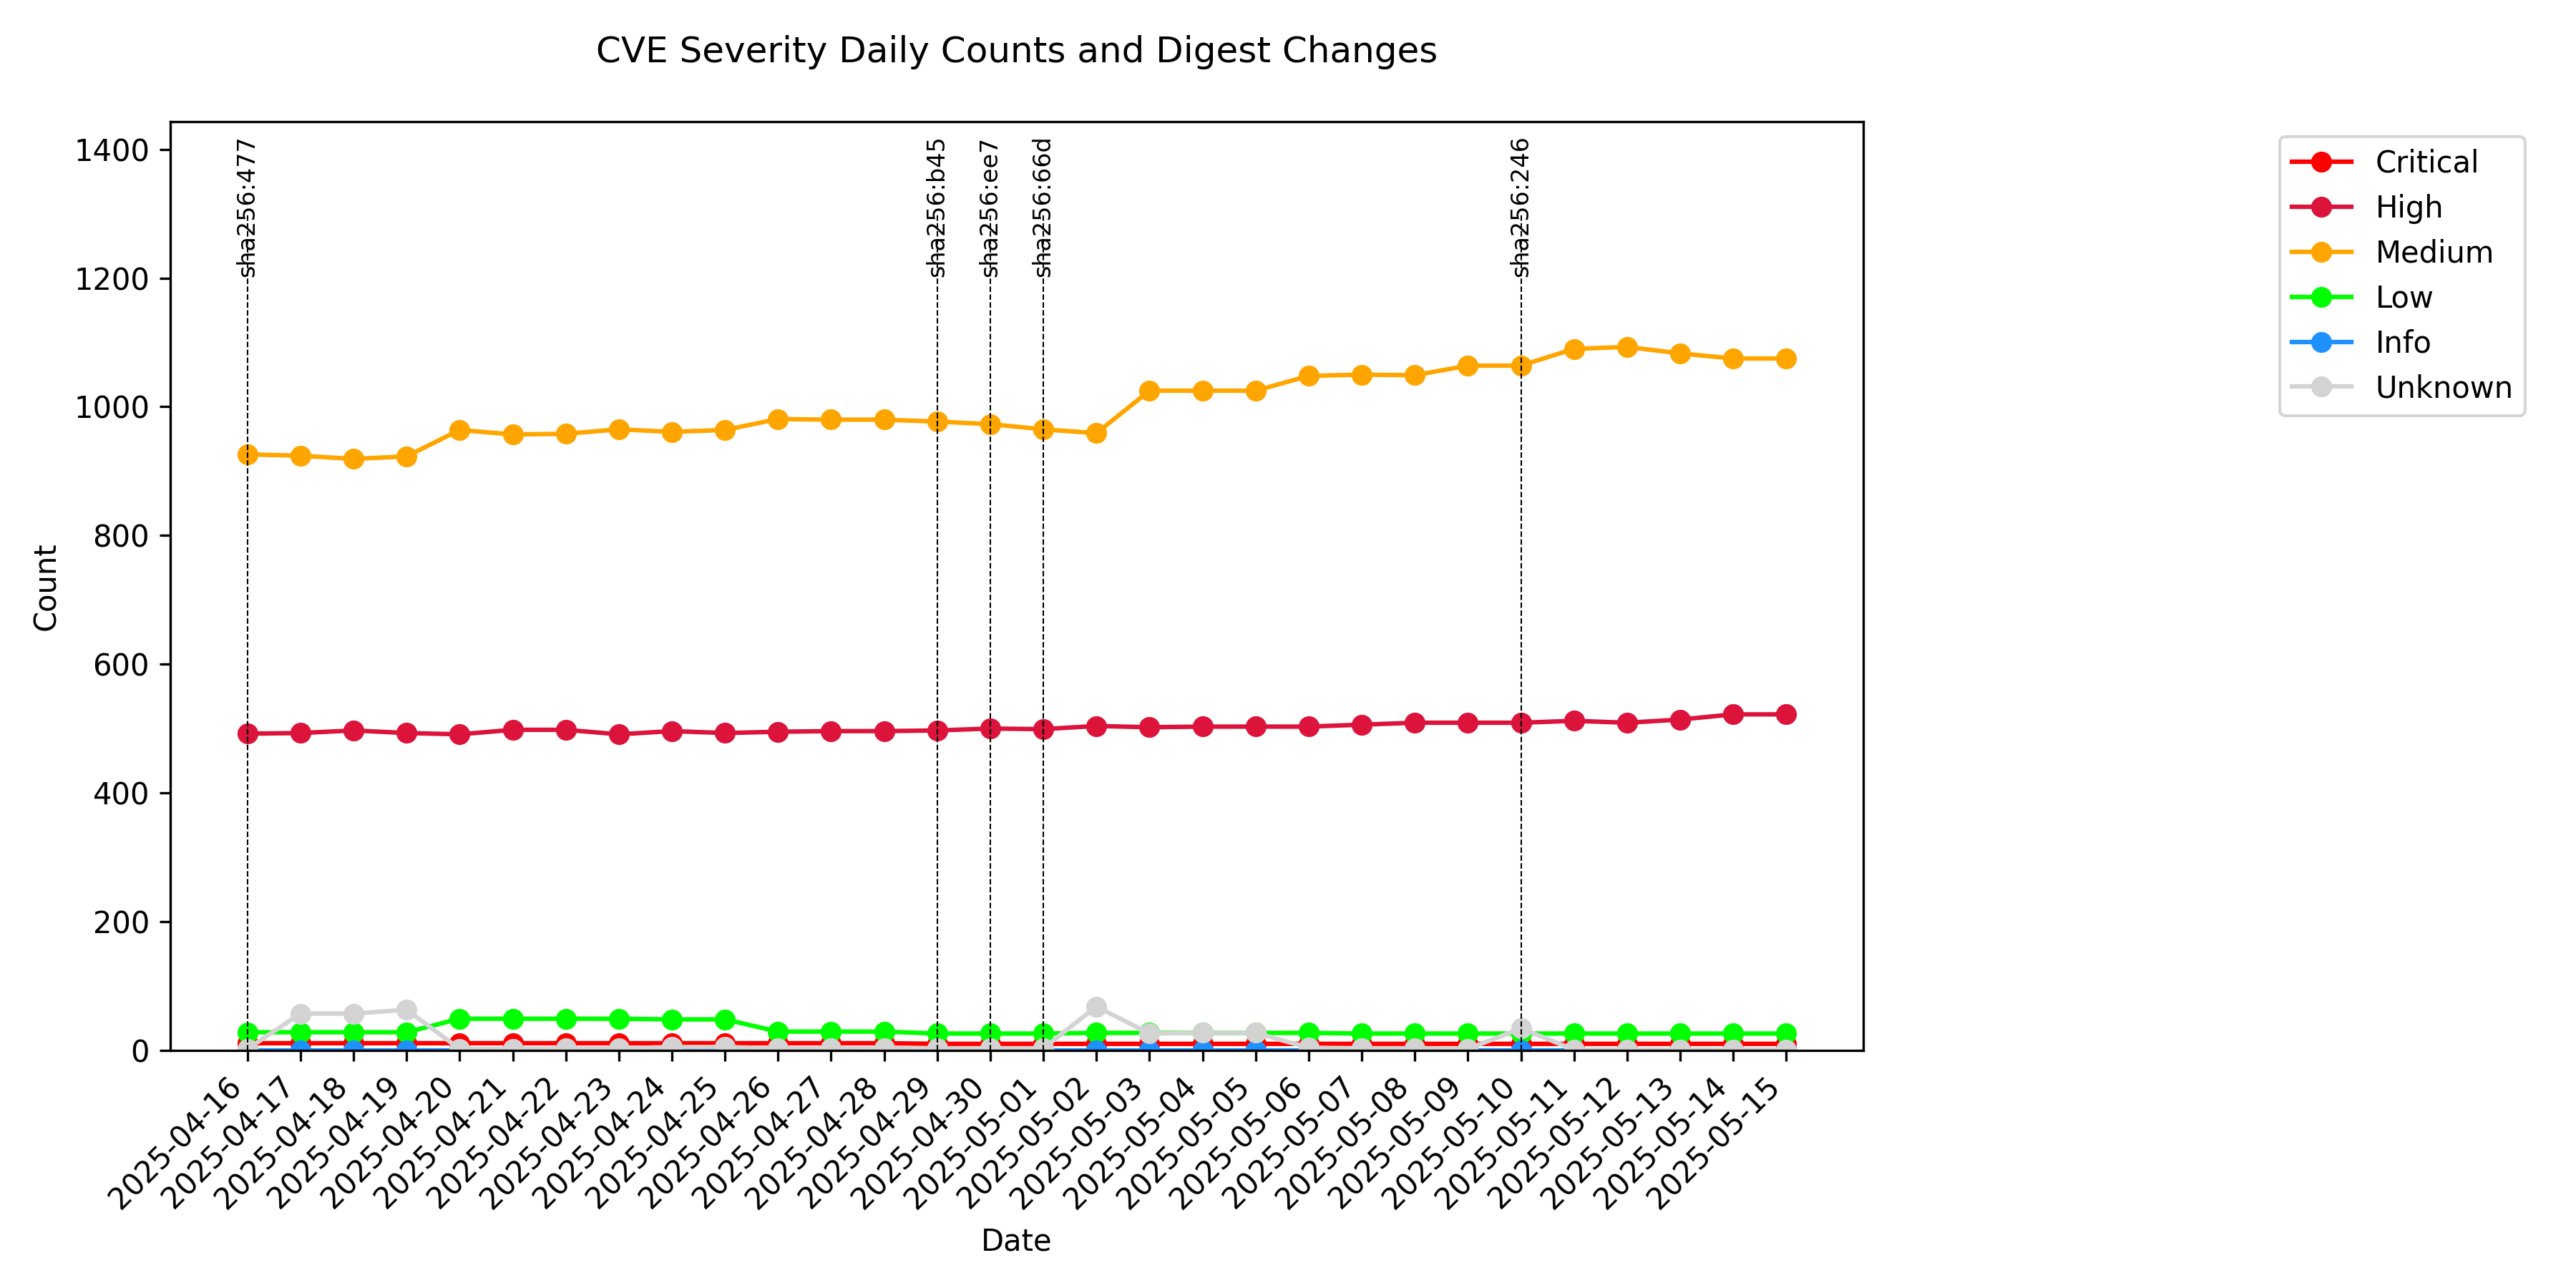 CVE Severity Daily Counts and Digest Changes
1400
1200
1000
800
600
400
200
0
Count
sha256:477
sha256:b45
sha256:ee7
sha256:66d
sha256:246
Critical
High
Medium
Low
Info
Unknown
2025-04-16
2025-04-17
2025-04-18
2025-04-19
2025-04-20
2025-04-21
2025-04-22
2025-04-23
2025-04-24
2025-04-25
2025-04-26
2025-04-27
2025-04-28
2025-04-29
2025-04-30
2025-05-01
2025-05-02
2025-05-03
2025-05-04
2025-05-05
2025-05-06
2025-05-07
2025-05-08
2025-05-09
2025-05-10
2025-05-11
2025-05-12
2025-05-13
2025-05-14
2025-05-15
Date